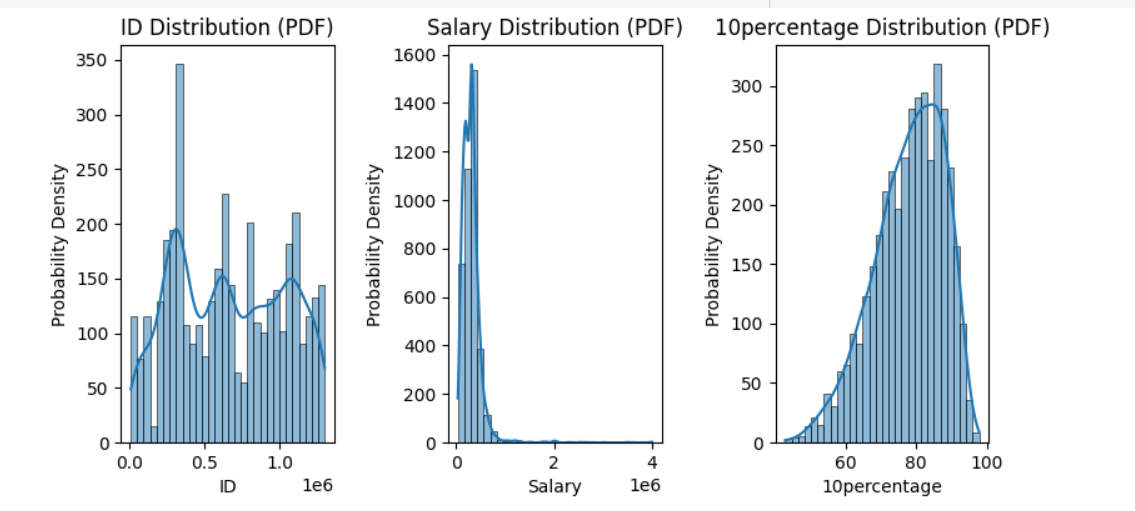 ID Distribution (PDF)
Probability Density
350
300
250
200
150
100
50
0
0.0 0.5 1.0
1e6
ID
Salary Distribution (PDF)
Probability Density
1600
1400
1200
1000
800
600
400
200
0
0 2 4
1e6
Salary
10percentage Distribution (PDF)
Probability Density
300
250
200
150
100
50
0
60 80 100
10percentage